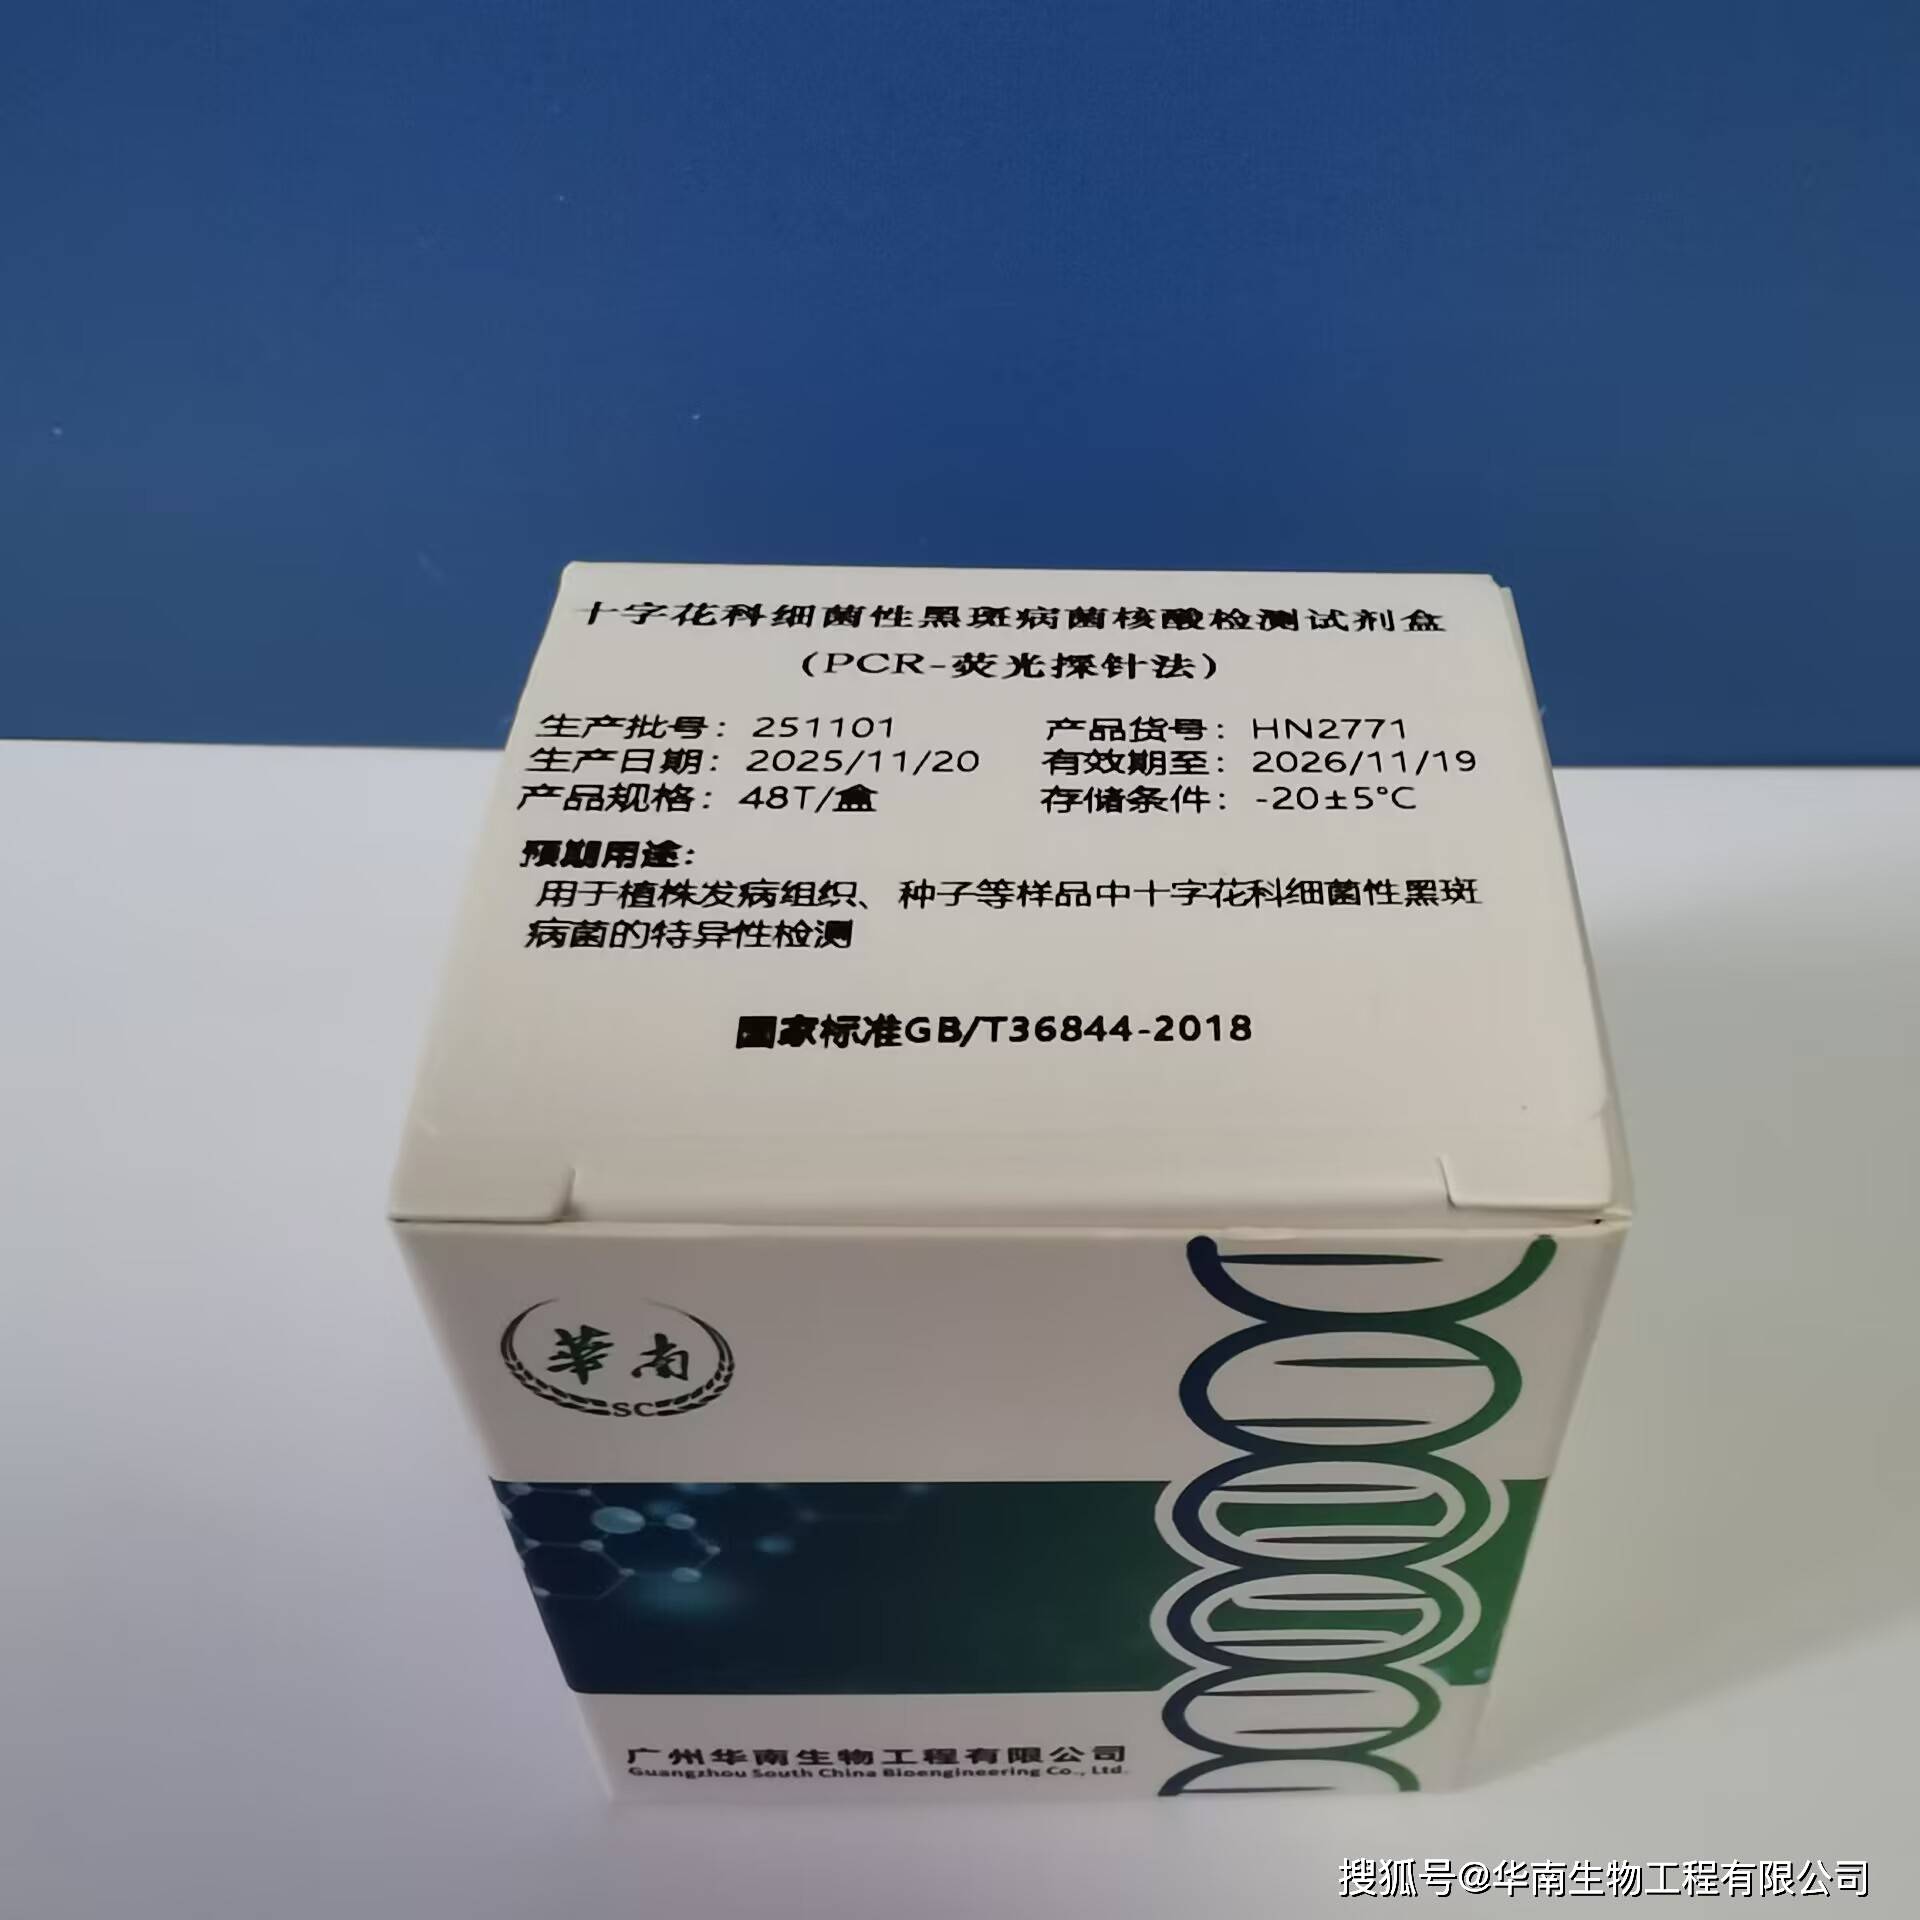 十字花科细菌性黑斑病菌核酸检测试剂盒
（PCR-荧光探针法）
生产批号：251101 产品货号：HN2771
生产日期：2025/11/20 有效期至：2026/11/19
产品规格：48T/盒 存储条件：-20±5°C
预期用途：
用于植株发病组织、种子等样品中十字花科细菌性黑斑
病菌的特异性检测
国家标准GB/T36844-2018
華南
SC
广州华南生物工程有限公司
Guangzhou South China Bioengineering Co., Ltd.
搜狐号@华南生物工程有限公司